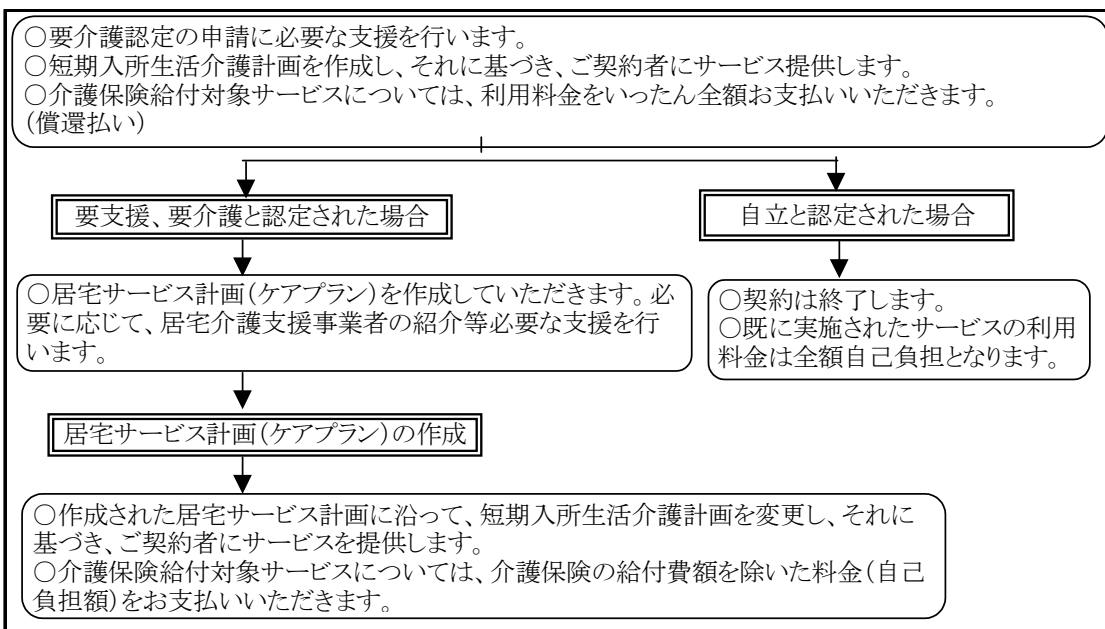 ○要介護認定の申請に必要な支援を行います。
○短期入所生活介護計画を作成し、それに基づき、ご契約者にサービス提供します。
○介護保険給付対象サービスについては、利用料金をいったん全額お支払いいただきます。
(償還払い)
要支援、要介護と認定された場合
自立と認定された場合
○居宅サービス計画(ケアプラン)を作成していただきます。必
要に応じて、居宅介護支援事業者の紹介等必要な支援を行
います。
○契約は終了します。
○既に実施されたサービスの利用
料金は全額自己負担となります。
居宅サービス計画(ケアプラン)の作成
○作成された居宅サービス計画に沿って、短期入所生活介護計画を変更し、それに
基づき、ご契約者にサービスを提供します。
○介護保険給付対象サービスについては、介護保険の給付費額を除いた料金(自己
負担額)をお支払いいただきます。